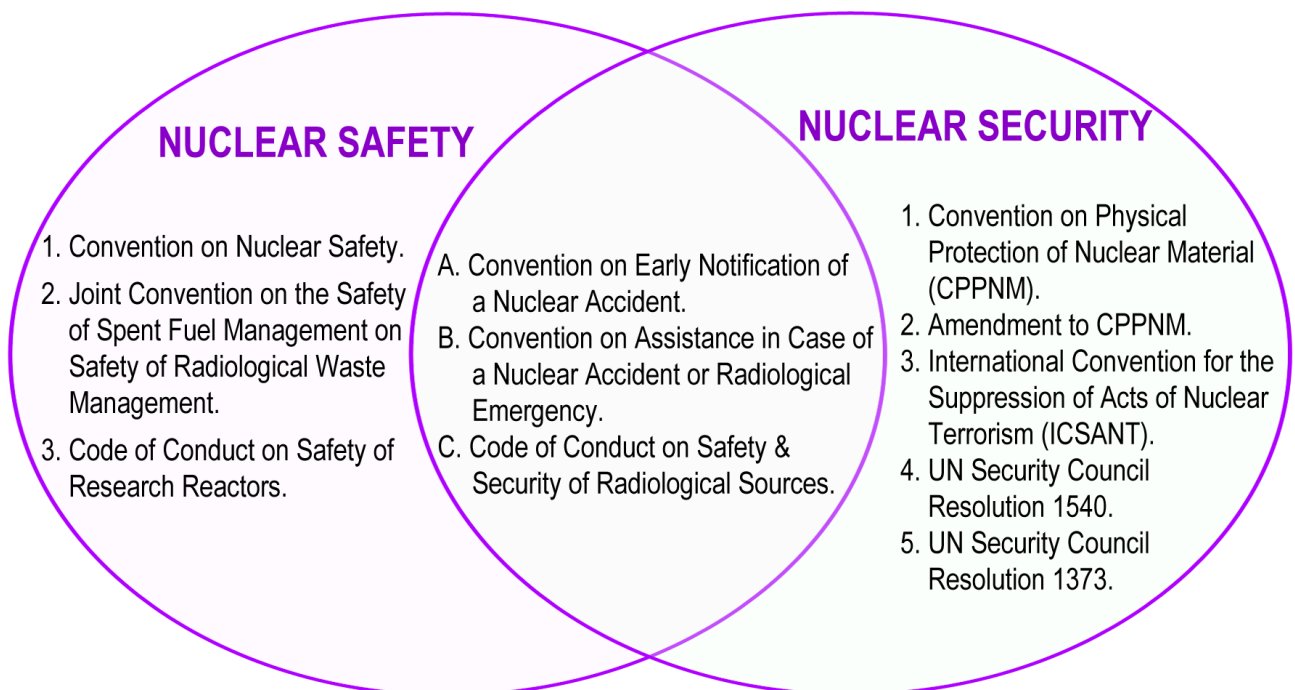 NUCLEAR SAFETY
1. Convention on Nuclear Safety.
2. Joint Convention on the Safety
of Spent Fuel Management on
Safety of Radiological Waste
Management.
3. Code of Conduct on Safety of
Research Reactors.
A. Convention on Early Notification of
a Nuclear Accident.
B. Convention on Assistance in Case of
a Nuclear Accident or Radiological
Emergency.
C. Code of Conduct on Safety &
Security of Radiological Sources.
NUCLEAR SECURITY
1. Convention on Physical
Protection of Nuclear Material
(CPPNM).
2. Amendment to CPPNM.
3. International Convention for the
Suppression of Acts of Nuclear
Terrorism (ICSANT).
4. UN Security Council
Resolution 1540.
5. UN Security Council
Resolution 1373.